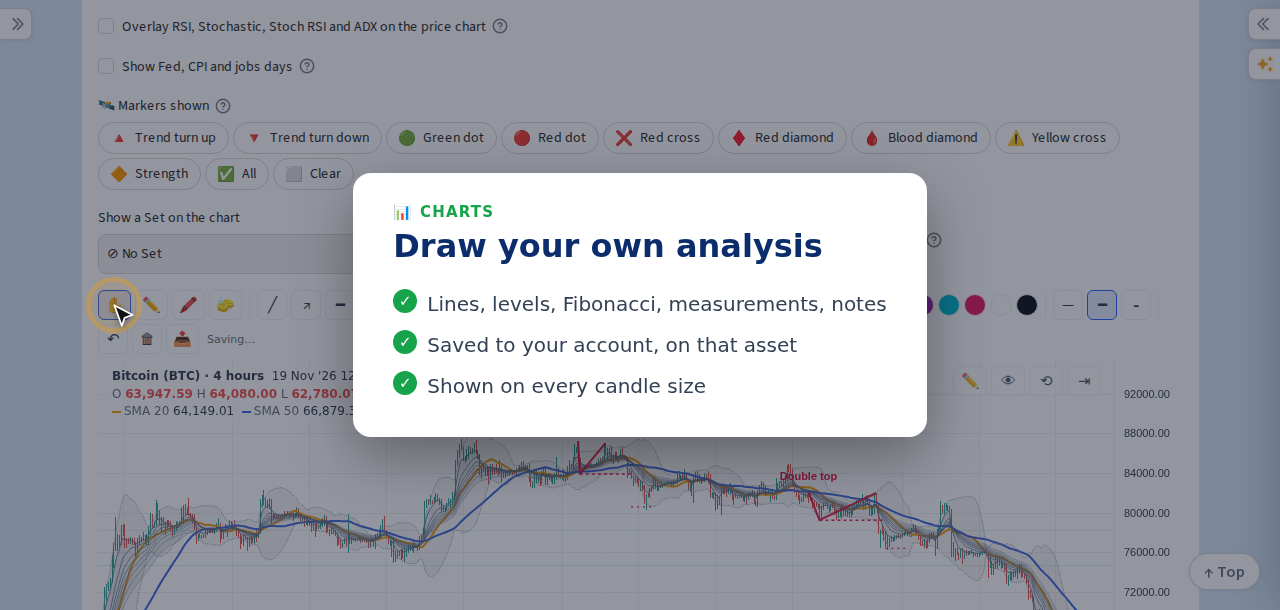 Overlay RSI, Stochastic, Stoch RSI and ADX on the price chart
Show Fed, CPI and jobs days
Markers shown
Trend turn up
Trend turn down
Green dot
Red dot
Red cross
Red diamond
Blood diamond
Yellow cross
Strength
All
Clear
Show a Set on the chart
No Set
CHARTS
Draw your own analysis
Lines, levels, Fibonacci, measurements, notes
Saved to your account, on that asset
Shown on every candle size
Saving...
Bitcoin (BTC) · 4 hours 19 Nov '26 12
O 63,947.59 H 64,080.00 L 62,780.0
SMA 20 64,149.01 SMA 50 66,879.3
92000.00
88000.00
84000.00
80000.00
76000.00
72000.00
Double top
↑ Top